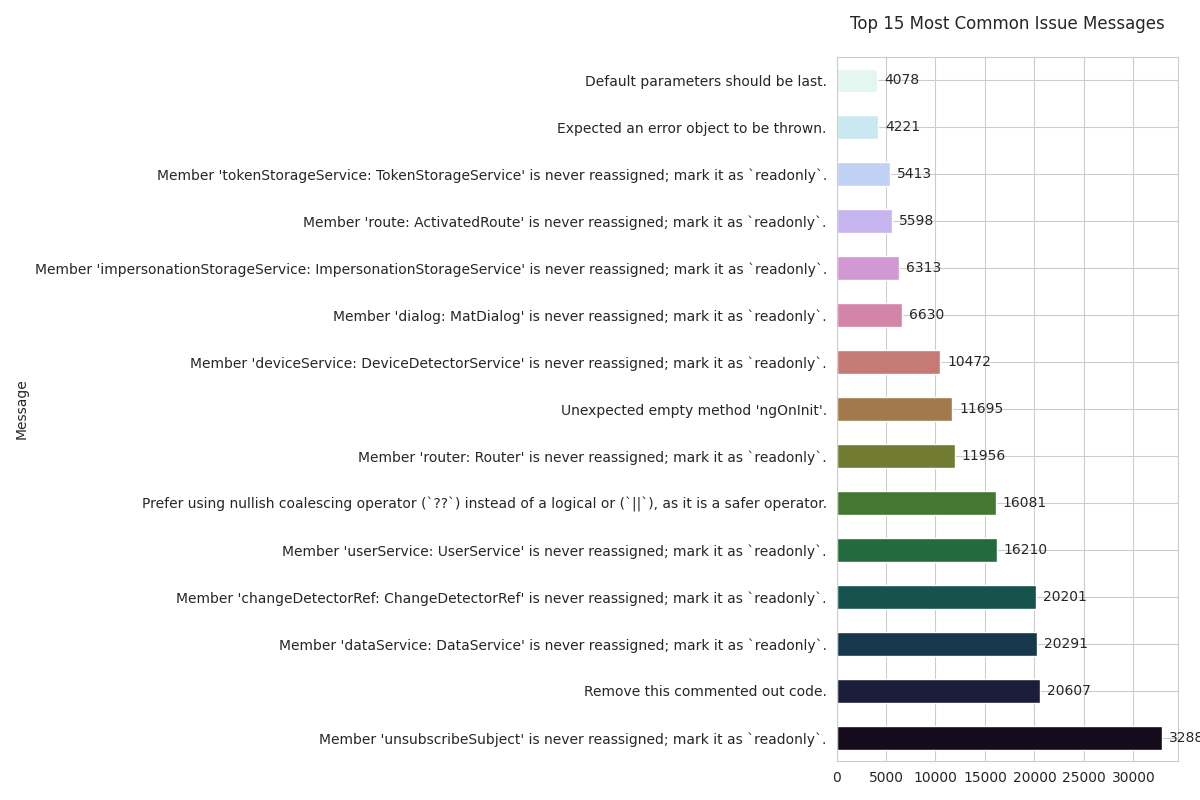 Top 15 Most Common Issue Messages
Default parameters should be last. 4078
Expected an error object to be thrown. 4221
Member 'tokenStorageService: TokenStorageService' is never reassigned; mark it as `readonly`. 5413
Member 'route: ActivatedRoute' is never reassigned; mark it as `readonly`. 5598
Member 'impersonationStorageService: ImpersonationStorageService' is never reassigned; mark it as `readonly`. 6313
Member 'dialog: MatDialog' is never reassigned; mark it as `readonly`. 6630
Member 'deviceService: DeviceDetectorService' is never reassigned; mark it as `readonly`. 10472
Unexpected empty method 'ngOnInit'. 11695
Member 'router: Router' is never reassigned; mark it as `readonly`. 11956
Prefer using nullish coalescing operator (`??`) instead of a logical or (`||`), as it is a safer operator. 16081
Member 'userService: UserService' is never reassigned; mark it as `readonly`. 16210
Member 'changeDetectorRef: ChangeDetectorRef' is never reassigned; mark it as `readonly`. 20201
Member 'dataService: DataService' is never reassigned; mark it as `readonly`. 20291
Remove this commented out code. 20607
Member 'unsubscribeSubject' is never reassigned; mark it as `readonly`.
0 5000 10000 15000 20000 25000 30000
Message